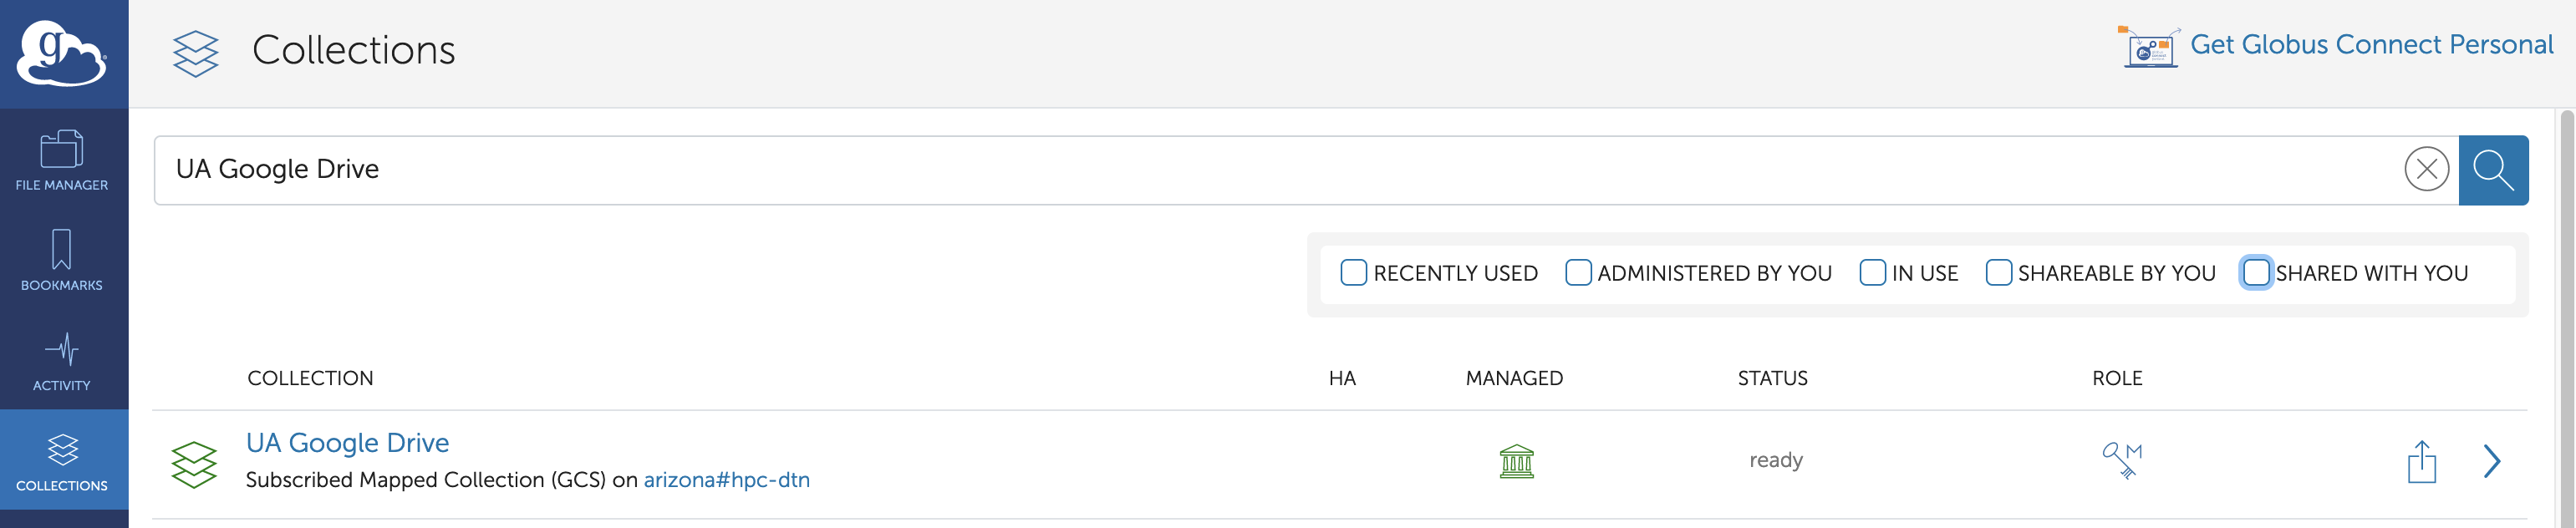 g
Collections
Get Globus Connect Personal
FILE MANAGER
UA Google Drive
BOOKMARKS
RECENTLY USED ADMINISTERED BY YOU IN USE SHAREABLE BY YOU SHARED WITH YOU
ACTIVITY
COLLECTION HA MANAGED STATUS ROLE
COLLECTIONS
UA Google Drive
Subscribed Mapped Collection (GCS) on arizona#hpc-dtn
ready
M